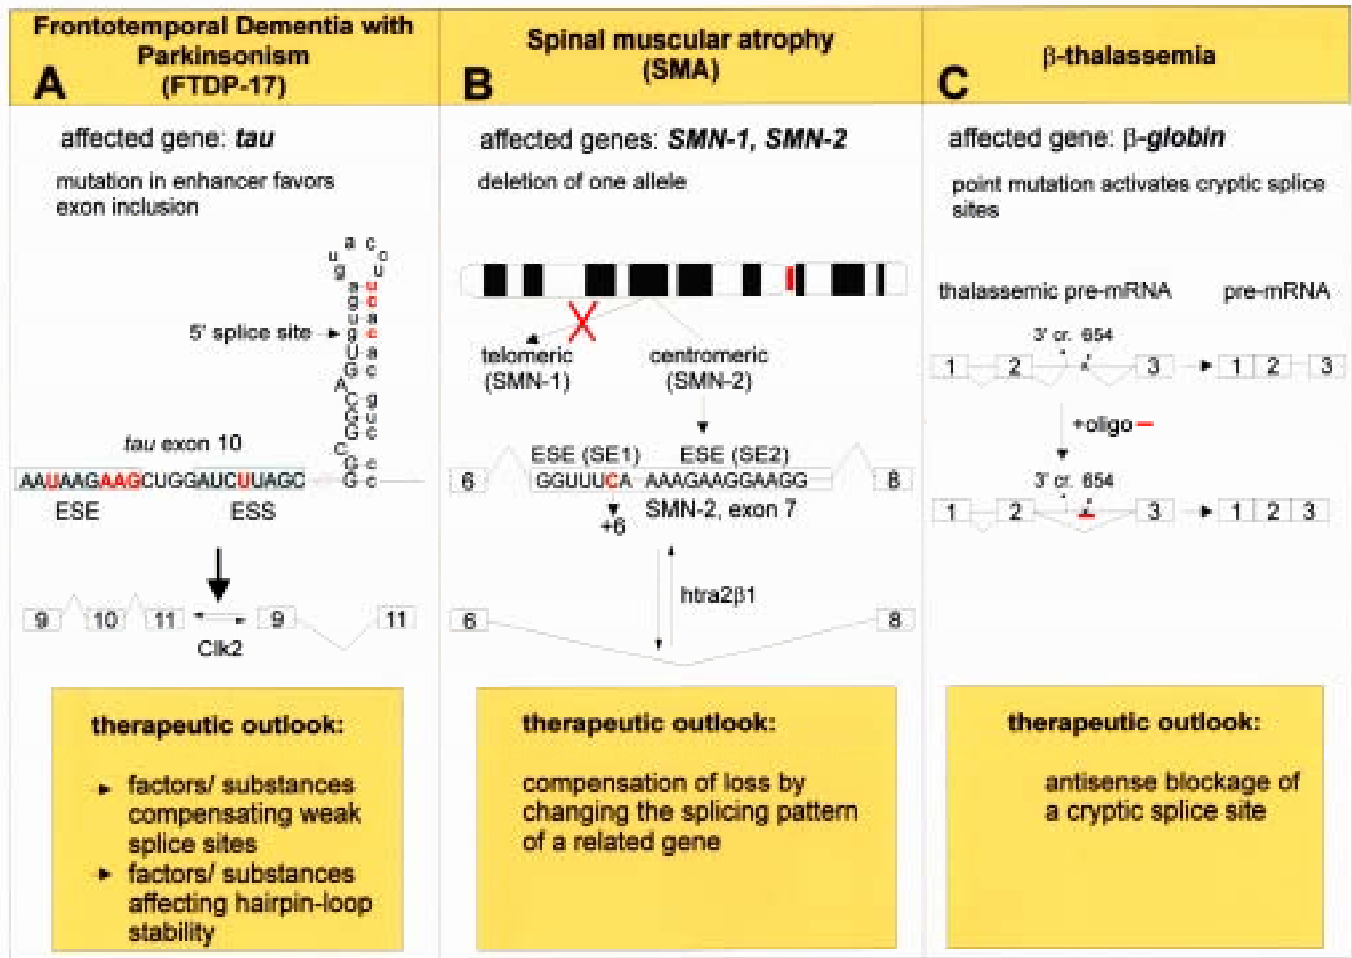 Frontotemporal Dementia with
Parkinsonism
(FTDP-17)
A
affected gene: tau
mutation in enhancer favors
exon inclusion
a c
u c
g u
a u
g c
u a
5' splice site g c
U a
G c
A
C g
G u
G c
C
G c
tau exon 10
AAUAAGAAGCUGGAUCUUAGC G c
ESE ESS
9 10 11 9 11
Clk2
therapeutic outlook:
factors/ substances
compensating weak
splice sites
factors/ substances
affecting hairpin-loop
stability
Spinal muscular atrophy
(SMA)
B
affected genes: SMN-1, SMN-2
deletion of one allele
telomeric centromeric
(SMN-1) (SMN-2)
ESE (SE1) ESE (SE2)
6 GGUUUCA AAAGAAGGAAGG 8
+6 SMN-2, exon 7
htra2β1
6 8
therapeutic outlook:
compensation of loss by
changing the splicing pattern
of a related gene
β-thalassemia
C
affected gene: β-globin
point mutation activates cryptic splice
sites
thalassemic pre-mRNA pre-mRNA
3' cr. 654
1 2 3 1 2 3
+oligo
3' cr. 654
1 2 3 1 2 3
therapeutic outlook:
antisense blockage of
a cryptic splice site